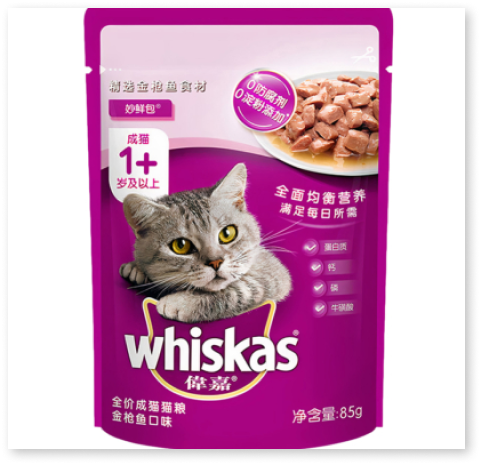 精选金枪鱼食材
妙鲜包®
0防腐剂
0淀粉添加
成猫
1+
岁及以上
全面均衡营养
满足每日所需
蛋白质
钙
磷
牛磺酸
whiskas®
偉嘉®
全价成猫猫粮
金枪鱼口味
净含量:85g